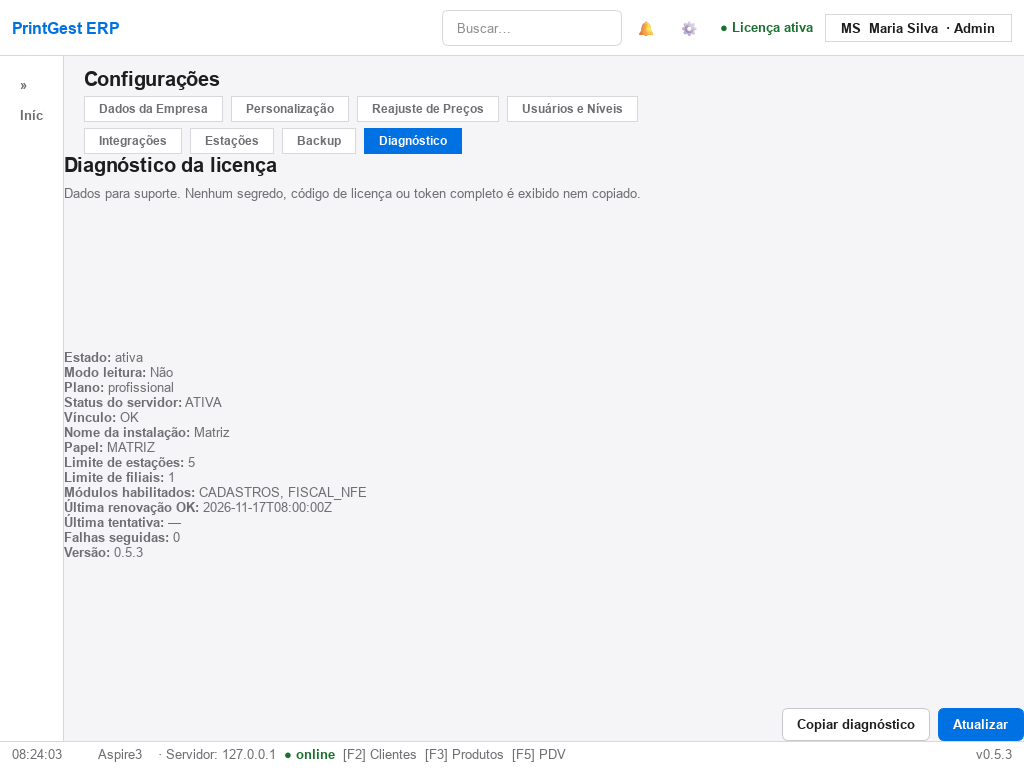 PrintGest ERP
Buscar...
● Licença ativa
MS Maria Silva · Admin
»
Iníc
Configurações
Dados da Empresa
Personalização
Reajuste de Preços
Usuários e Níveis
Integrações
Estações
Backup
Diagnóstico
Diagnóstico da licença
Dados para suporte. Nenhum segredo, código de licença ou token completo é exibido nem copiado.
Estado: ativa
Modo leitura: Não
Plano: profissional
Status do servidor: ATIVA
Vínculo: OK
Nome da instalação: Matriz
Papel: MATRIZ
Limite de estações: 5
Limite de filiais: 1
Módulos habilitados: CADASTROS, FISCAL_NFE
Última renovação OK: 2026-11-17T08:00:00Z
Última tentativa: —
Falhas seguidas: 0
Versão: 0.5.3
Copiar diagnóstico
Atualizar
08:24:03 Aspire3 · Servidor: 127.0.0.1 ● online [F2] Clientes [F3] Produtos [F5] PDV v0.5.3